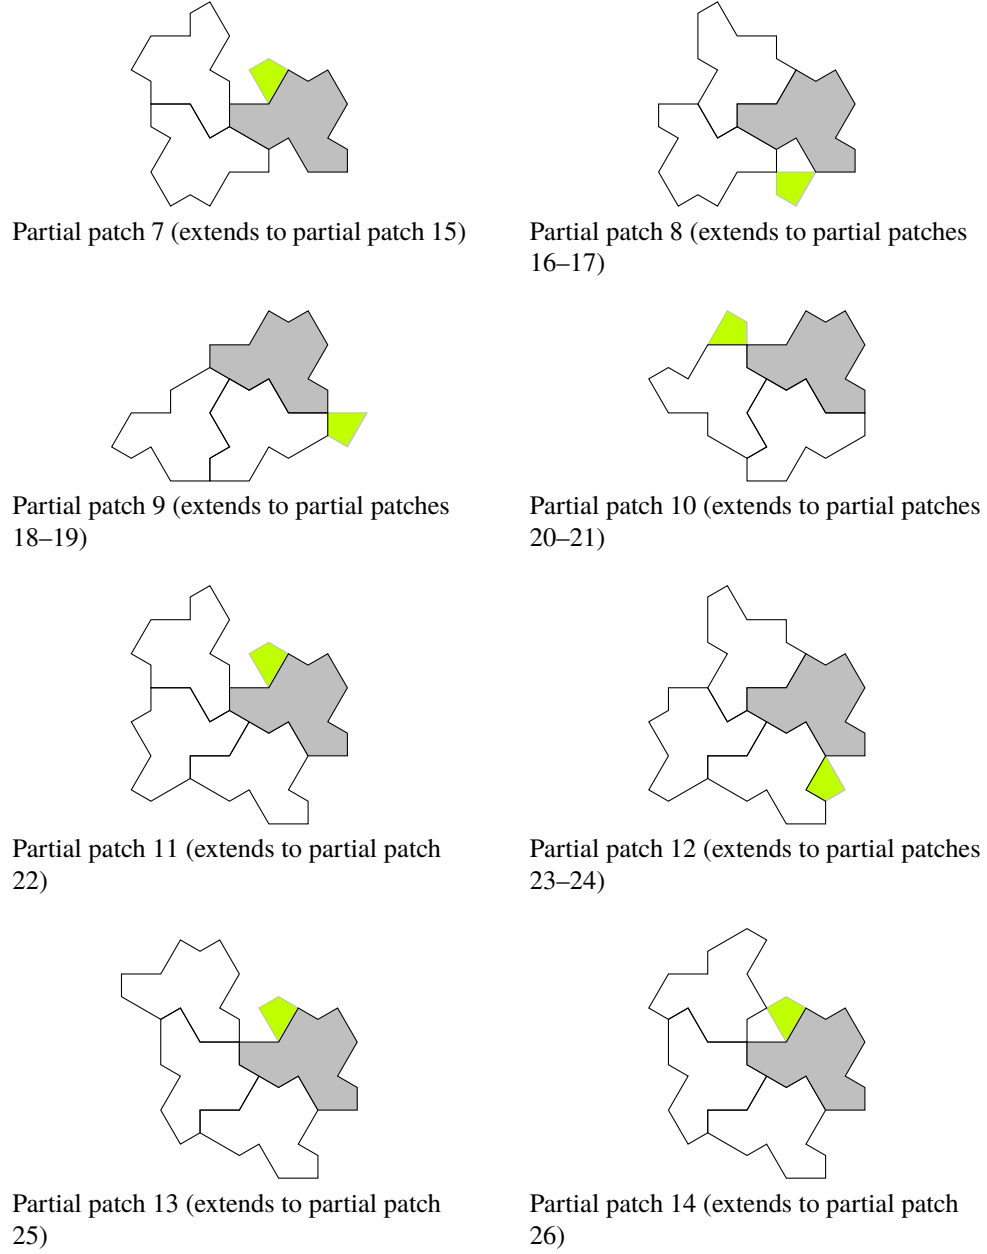 Partial patch 7 (extends to partial patch 15)
Partial patch 8 (extends to partial patches
16–17)
Partial patch 9 (extends to partial patches
18–19)
Partial patch 10 (extends to partial patches
20–21)
Partial patch 11 (extends to partial patch
22)
Partial patch 12 (extends to partial patches
23–24)
Partial patch 13 (extends to partial patch
25)
Partial patch 14 (extends to partial patch
26)